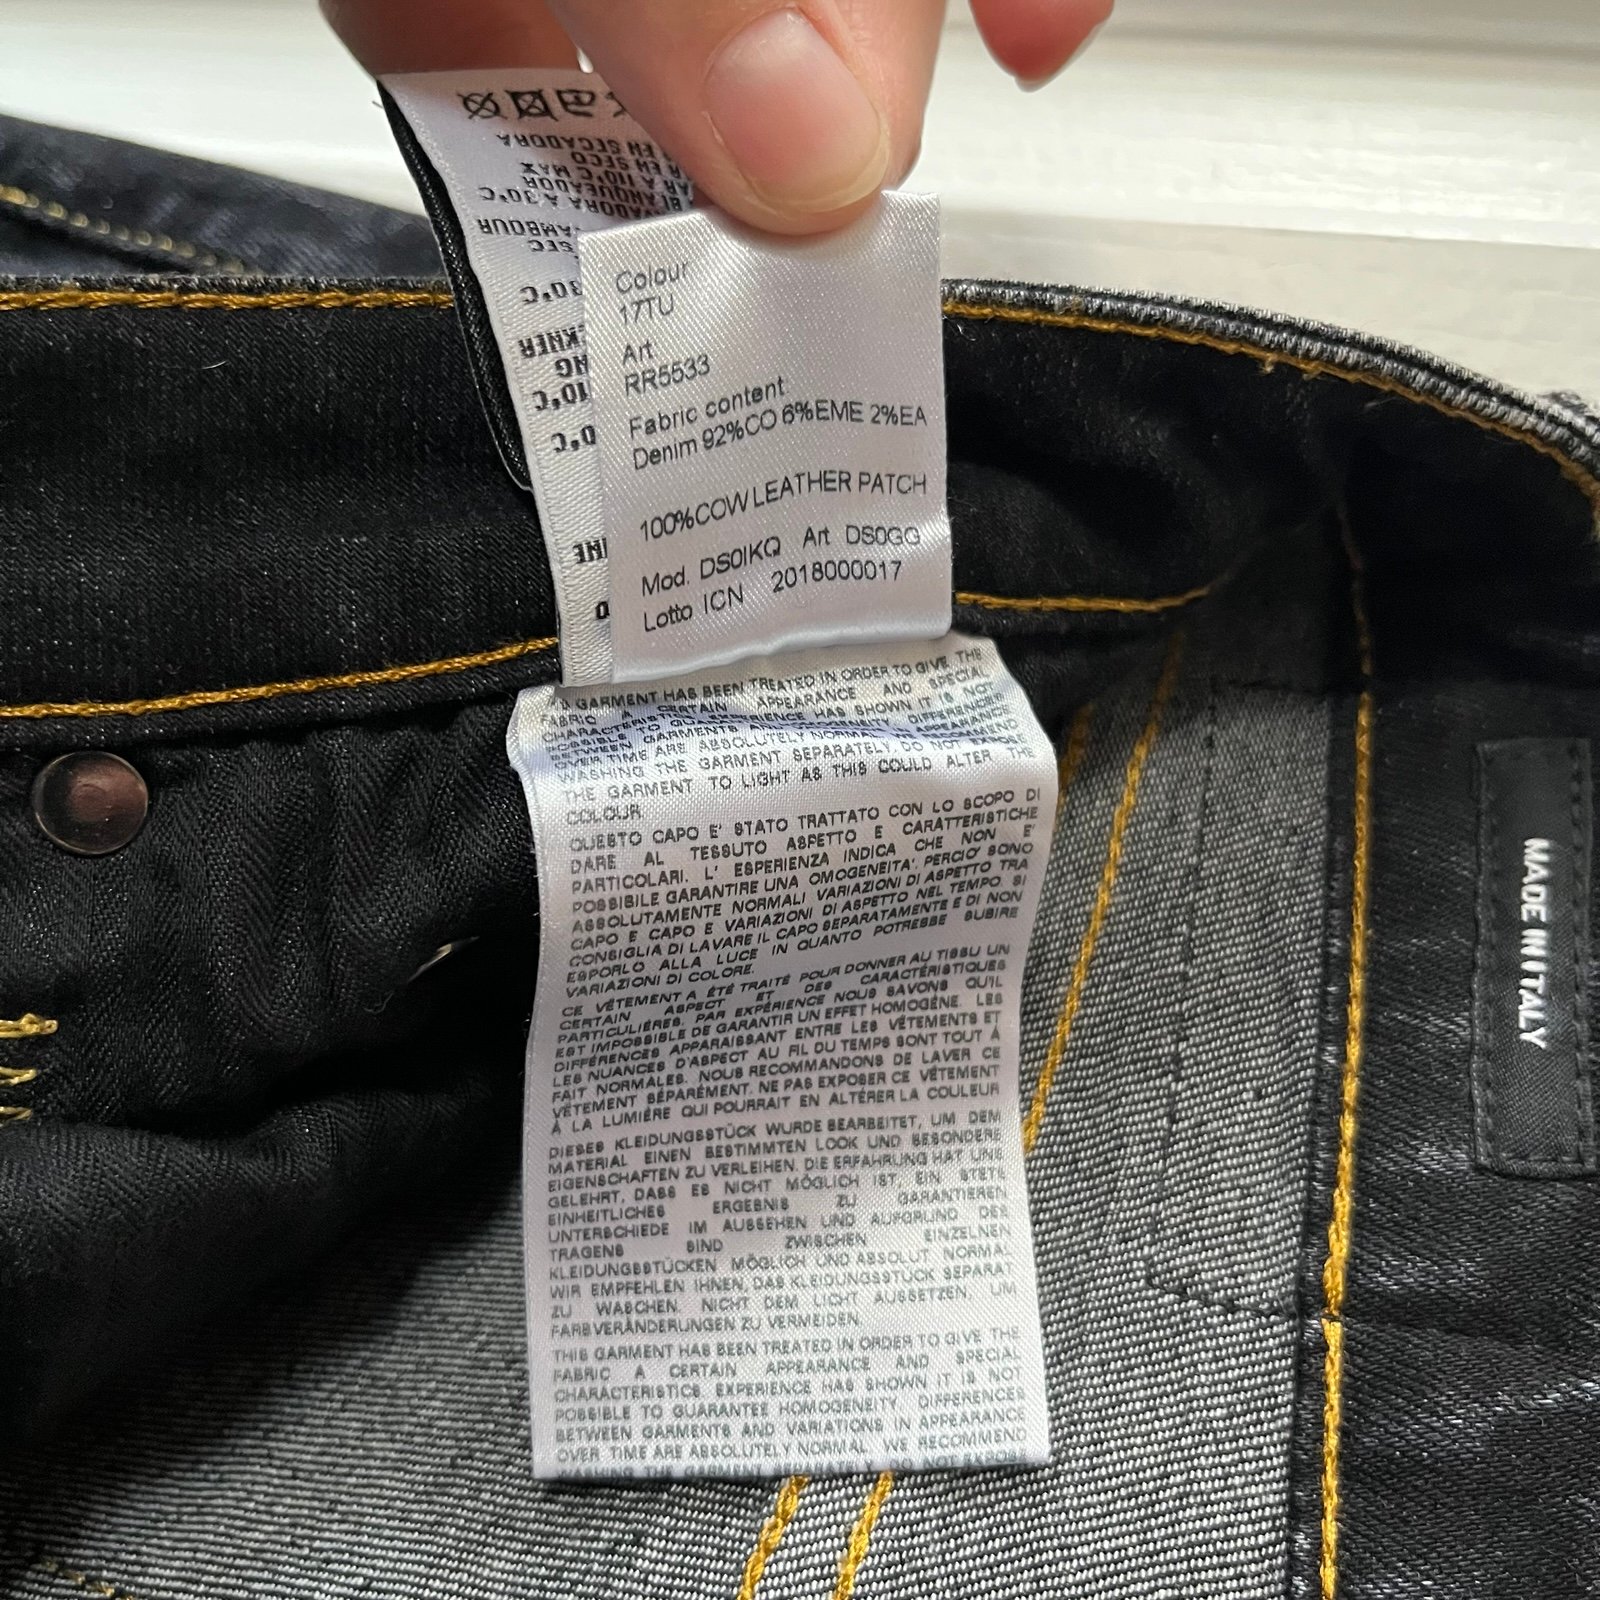 Colour
17TU
Art
RR5533
Fabric content:
Denim 92%CO 6%EME 2%EA
100%COW LEATHER PATCH
Mod. DS0IKQ Art DS0GG
Lotto ICN 2018000017
GARMENT HAS BEEN TREATED IN ORDER TO GIVE THE
FABRIC A CERTAIN APPEARANCE AND SPECIAL
EXPERIENCE HAS SHOWN IT IS NOT
POSSIBLE TO HOMOGENEITY DIFFERENCES
BETWEEN GARMENTS APPEARANCE
OVER TIME ARE ABSOLUTELY NORMAL RECOMMEND
WASHING THE GARMENT SEPARATELY. DO NOT EXPOSE
THE GARMENT TO LIGHT AS THIS COULD ALTER THE
COLOUR
QUESTO CAPO E' STATO TRATTATO CON LO SCOPO DI
DARE AL TESSUTO ASPETTO E CARATTERISTICHE
PARTICOLARI. L' ESPERIENZA INDICA CHE NON E'
POSSIBILE GARANTIRE UNA OMOGENEITA'. PERCIO' SONO
ASSOLUTAMENTE NORMALI VARIAZIONI DI ASPETTO TRA
CAPO E CAPO E VARIAZIONI DI ASPETTO NEL TEMPO. SI
CONSIGLIA DI LAVARE IL CAPO SEPARATAMENTE E DI NON
ESPORLO ALLA LUCE IN QUANTO POTREBBE SUBIRE
VARIAZIONI DI COLORE.
CE VÊTEMENT A ÉTÉ TRAITÉ POUR DONNER AU TISSU UN
CERTAIN ASPECT ET DES CARACTÉRISTIQUES
PARTICULIÈRES. PAR EXPÉRIENCE NOUS SAVONS QU'IL
EST IMPOSSIBLE DE GARANTIR UN EFFET HOMOGÈNE. LES
DIFFÉRENCES APPARAISSANT ENTRE LES VÊTEMENTS ET
LES NUANCES D'ASPECT AU FIL DU TEMPS SONT TOUT À
FAIT NORMALES. NOUS RECOMMANDONS DE LAVER CE
VÊTEMENT SÉPARÉMENT. NE PAS EXPOSER CE VÊTEMENT
À LA LUMIÈRE QUI POURRAIT EN ALTÉRER LA COULEUR
DIESES KLEIDUNGSSTÜCK WURDE BEARBEITET, UM DEM
MATERIAL EINEN BESTIMMTEN LOOK UND BESONDERE
EIGENSCHAFTEN ZU VERLEIHEN. DIE ERFAHRUNG HAT UNS
GELEHRT, DASS ES NICHT MÖGLICH IST, EIN STETS
EINHEITLICHES ERGEBNIS ZU GARANTIEREN
UNTERSCHIEDE IM AUSSEHEN UND AUFGRUND DES
TRAGENS SIND ZWISCHEN EINZELNEN
KLEIDUNGSSTÜCKEN MÖGLICH UND ABSOLUT NORMAL
WIR EMPFEHLEN IHNEN, DAS KLEIDUNGSSTÜCK SEPARAT
ZU WASCHEN. NICHT DEM LICHT AUSSETZEN, UM
FARBVERÄNDERUNGEN ZU VERMEIDEN
THIS GARMENT HAS BEEN TREATED IN ORDER TO GIVE THE
FABRIC A CERTAIN APPEARANCE AND SPECIAL
CHARACTERISTICS. EXPERIENCE HAS SHOWN IT IS NOT
POSSIBLE TO GUARANTEE HOMOGENEITY DIFFERENCES
BETWEEN GARMENTS AND VARIATIONS IN APPEARANCE
OVER TIME ARE ABSOLUTELY NORMAL WE RECOMMEND
WASHING THE GARMENT SEPARATELY. DO NOT EXPOSE
MADE IN ITALY